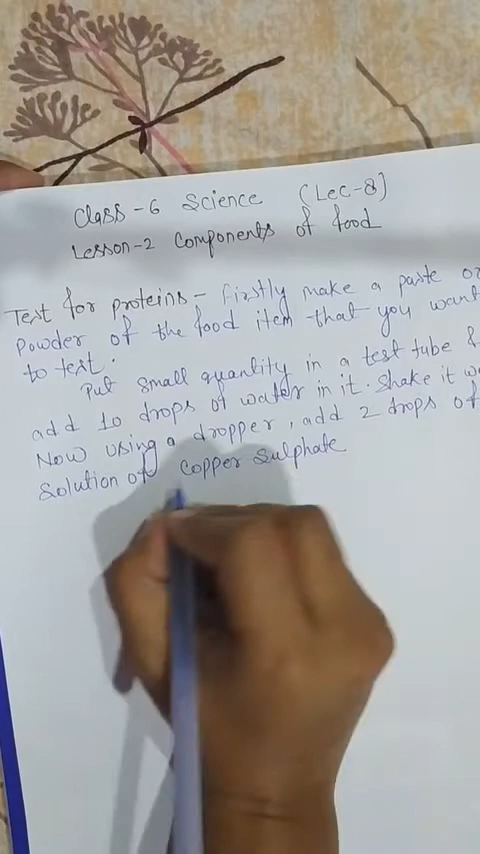 Class-6 Science (Lec-8)
Lesson-2 Components of food
Test for proteins - Firstly make a paste or
Powder of the food item that you want
to test.
Put small quantity in a test tube &
add 10 drops of water in it. Shake it
Now using a dropper, add 2 drops of
Solution of Copper Sulphate